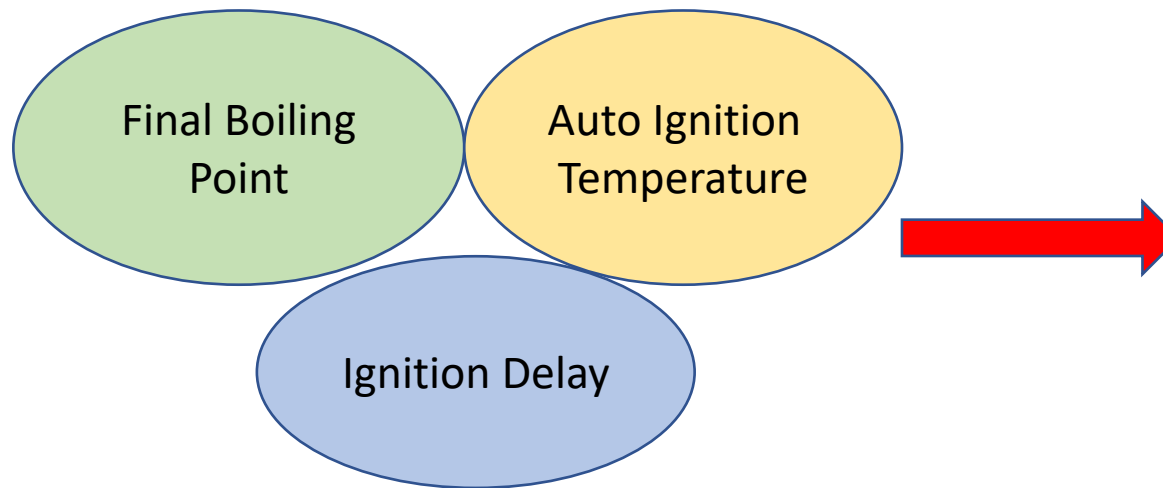 Final Boiling
Point
Auto Ignition
Temperature
Ignition Delay